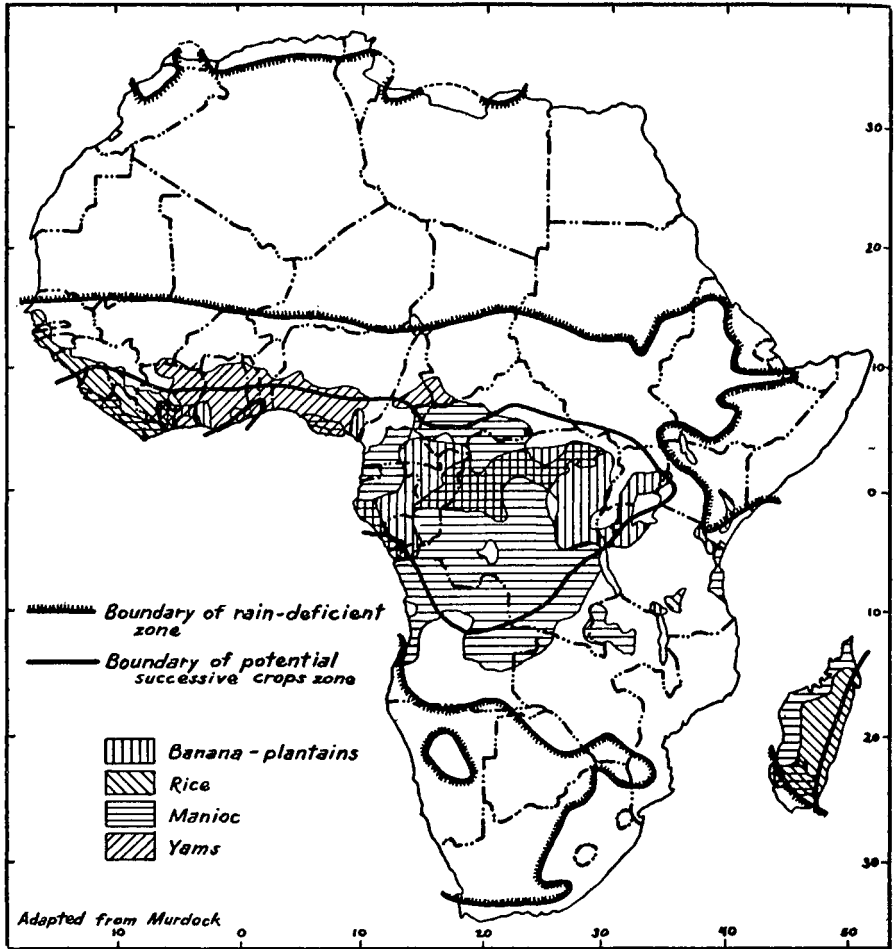 30
20
0
Boundary of rain-deficient
zone
10
Boundary of potential
successive crops zone
Banana - plantains
20
Rice
Manioc
Yams
30
Adapted from Murdock
10 0 10 20 30 40 50